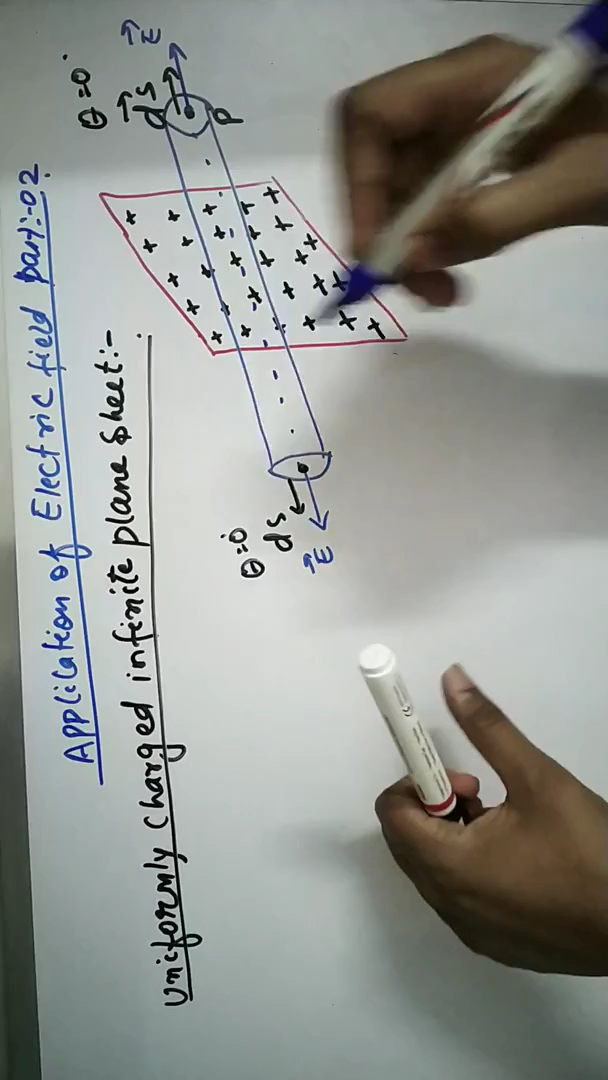 Application of Electric field part:-02
Uniformly charged infinite plane sheet:-
θ=0°
dS
E
P
θ=0°
dS
E